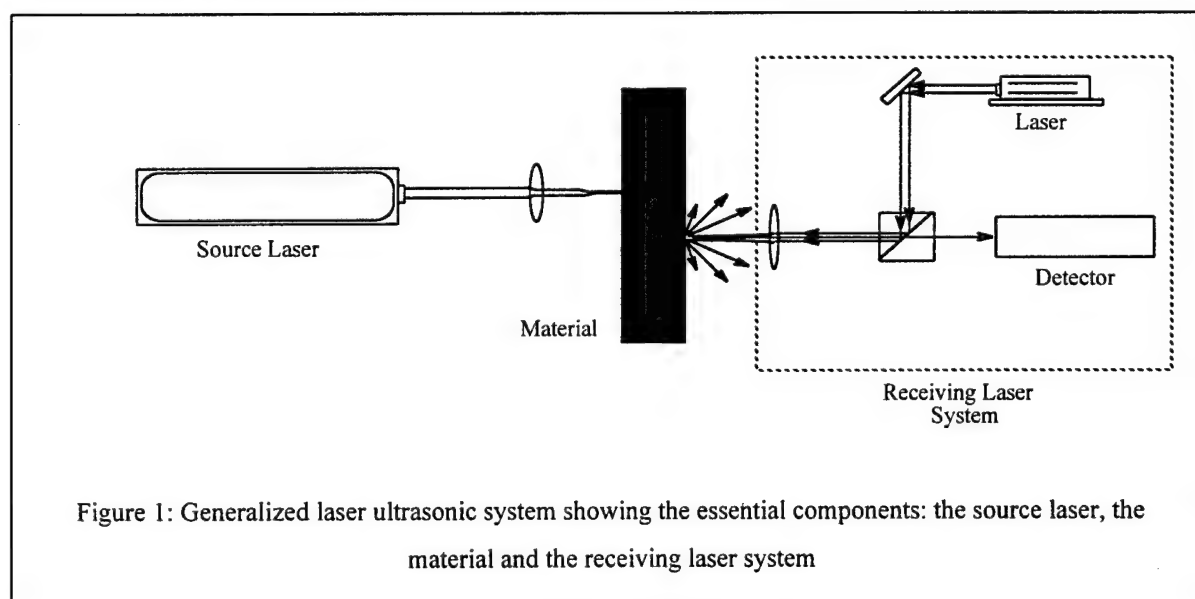 Laser
Source Laser
Detector
Material
Receiving Laser
System
Figure 1: Generalized laser ultrasonic system showing the essential components: the source laser, the
material and the receiving laser system